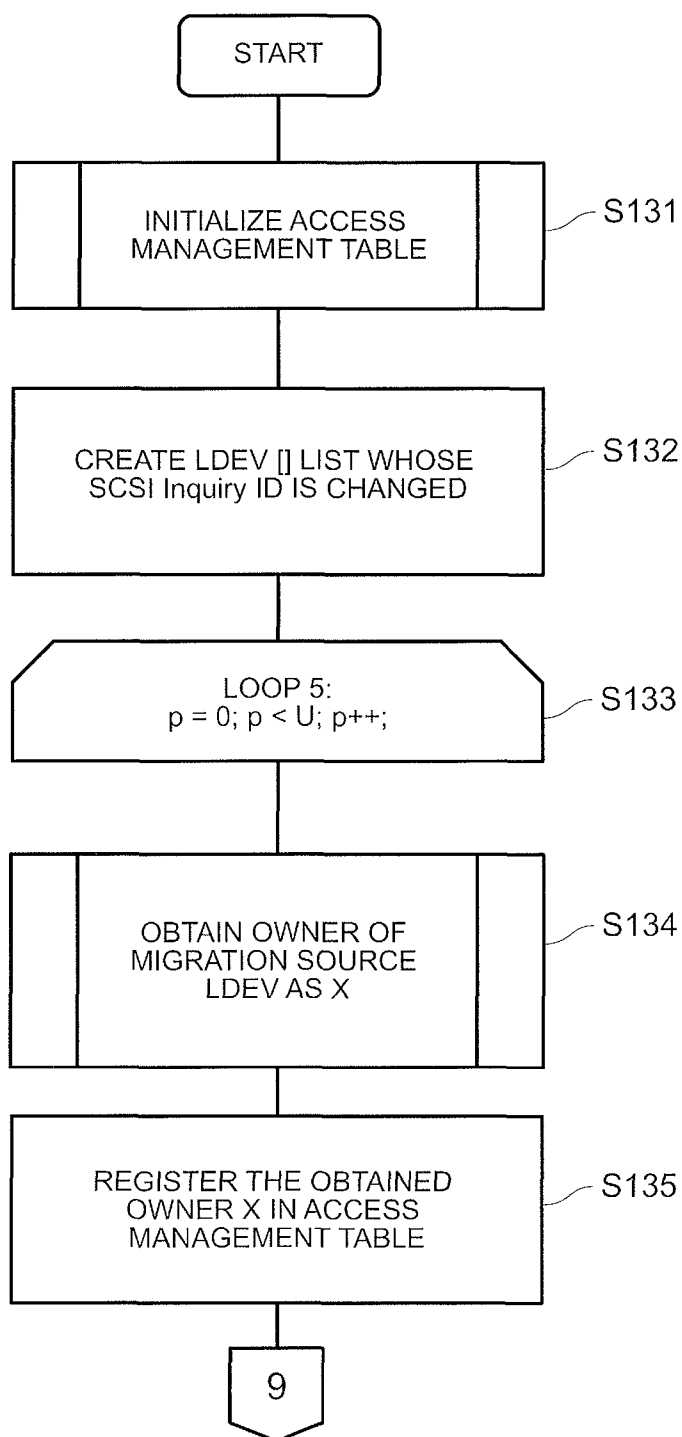 START
INITIALIZE ACCESS
MANAGEMENT TABLE
S131
CREATE LDEV [] LIST WHOSE
SCSI Inquiry ID IS CHANGED
S132
LOOP 5:
p = 0; p < U; p++;
S133
OBTAIN OWNER OF
MIGRATION SOURCE
LDEV AS X
S134
REGISTER THE OBTAINED
OWNER X IN ACCESS
MANAGEMENT TABLE
S135
9